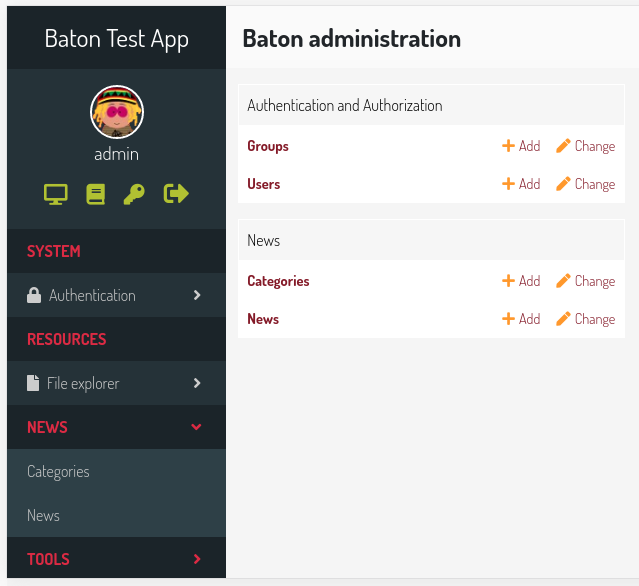 Baton Test App
admin
SYSTEM
Authentication
RESOURCES
File explorer
NEWS
Categories
News
TOOLS
Baton administration
Authentication and Authorization
Groups Add Change
Users Add Change
News
Categories Add Change
News Add Change